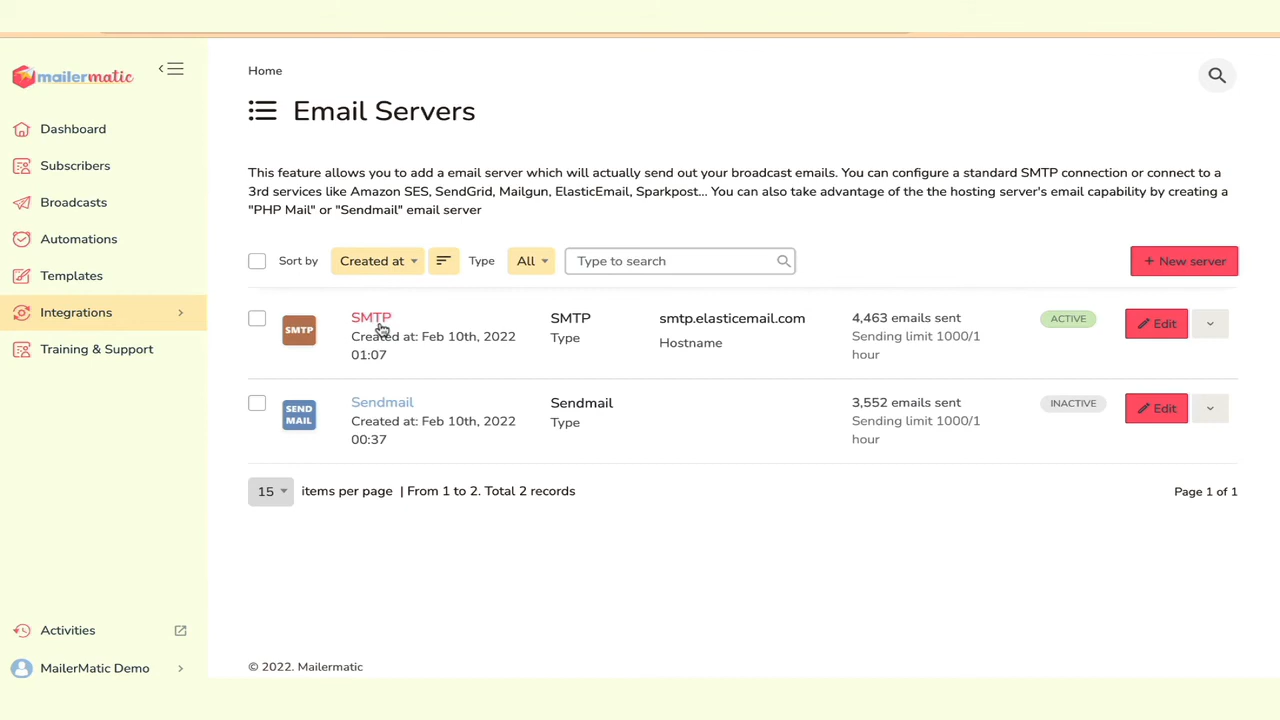 mailermatic
Dashboard
Subscribers
Broadcasts
Automations
Templates
Integrations
Training & Support
Activities
MailerMatic Demo
Home
Email Servers
This feature allows you to add a email server which will actually send out your broadcast emails. You can configure a standard SMTP connection or connect to a
3rd services like Amazon SES, SendGrid, Mailgun, ElasticEmail, Sparkpost... You can also take advantage of the the hosting server's email capability by creating a
"PHP Mail" or "Sendmail" email server
Sort by Created at Type All Type to search + New server
SMTP SMTP SMTP smtp.elasticemail.com 4,463 emails sent ACTIVE Edit
Created at: Feb 10th, 2022 Type Hostname Sending limit 1000/1
01:07 hour
SEND Sendmail Sendmail 3,552 emails sent INACTIVE Edit
MAIL Created at: Feb 10th, 2022 Type Sending limit 1000/1
00:37 hour
15 items per page | From 1 to 2. Total 2 records Page 1 of 1
© 2022. Mailermatic